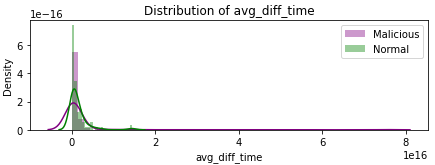 Distribution of avg_diff_time
1e−16
Malicious
Normal
6
4
2
0
Density
0 2 4 6 8
avg_diff_time
1e16